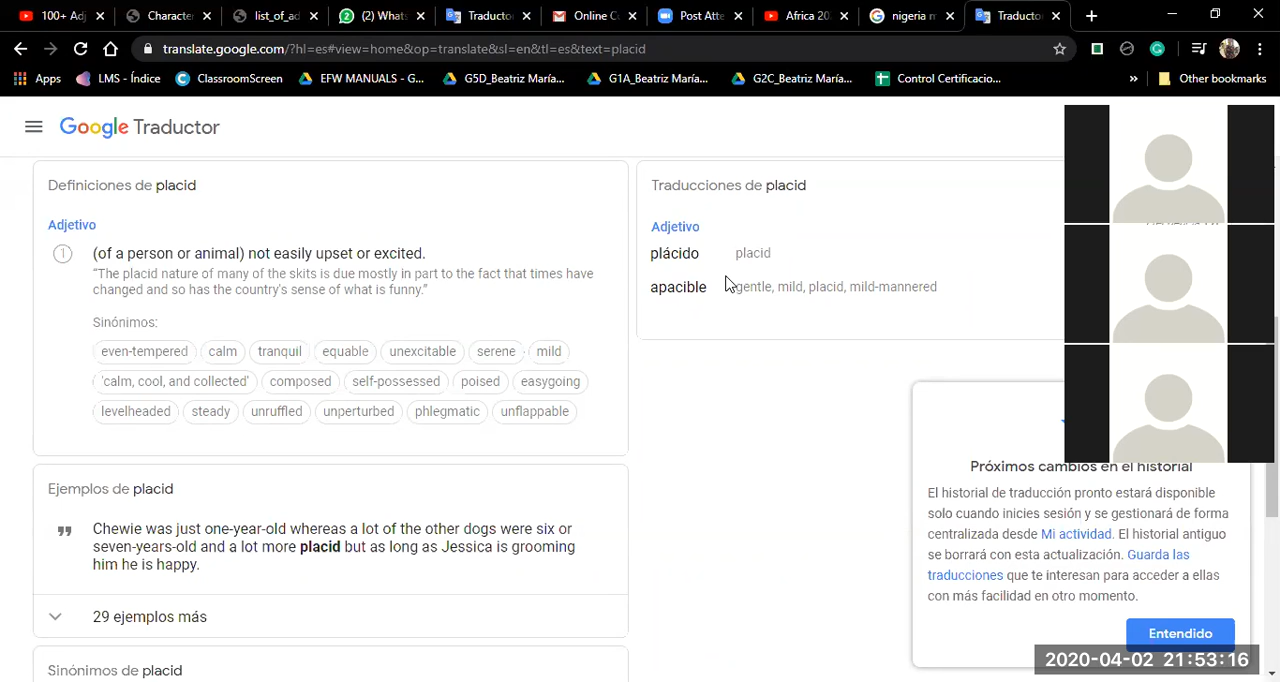 100+ Adj
Character
list_of_ad
(2) Whats
Traducto
Online C
Post Atte
Africa 20
nigeria m
Traducto
translate.google.com/?hl=es#view=home&op=translate&sl=en&tl=es&text=placid
Apps
LMS - Índice
ClassroomScreen
EFW MANUALS - G...
G5D_Beatriz María...
G1A_Beatriz María...
G2C_Beatriz María...
Control Certificacio...
»
Other bookmarks
Google Traductor
Definiciones de placid
Adjetivo
1
(of a person or animal) not easily upset or excited.
"The placid nature of many of the skits is due mostly in part to the fact that times have
changed and so has the country's sense of what is funny."
Sinónimos:
even-tempered calm tranquil equable unexcitable serene mild
'calm, cool, and collected' composed self-possessed poised easygoing
levelheaded steady unruffled unperturbed phlegmatic unflappable
Ejemplos de placid
Chewie was just one-year-old whereas a lot of the other dogs were six or
seven-years-old and a lot more placid but as long as Jessica is grooming
him he is happy.
29 ejemplos más
Sinónimos de placid
Traducciones de placid
Adjetivo
plácido placid
apacible gentle, mild, placid, mild-mannered
Próximos cambios en el historial
El historial de traducción pronto estará disponible
solo cuando inicies sesión y se gestionará de forma
centralizada desde Mi actividad. El historial antiguo
se borrará con esta actualización. Guarda las
traducciones que te interesan para acceder a ellas
con más facilidad en otro momento.
Entendido
2020-04-02 21:53:16